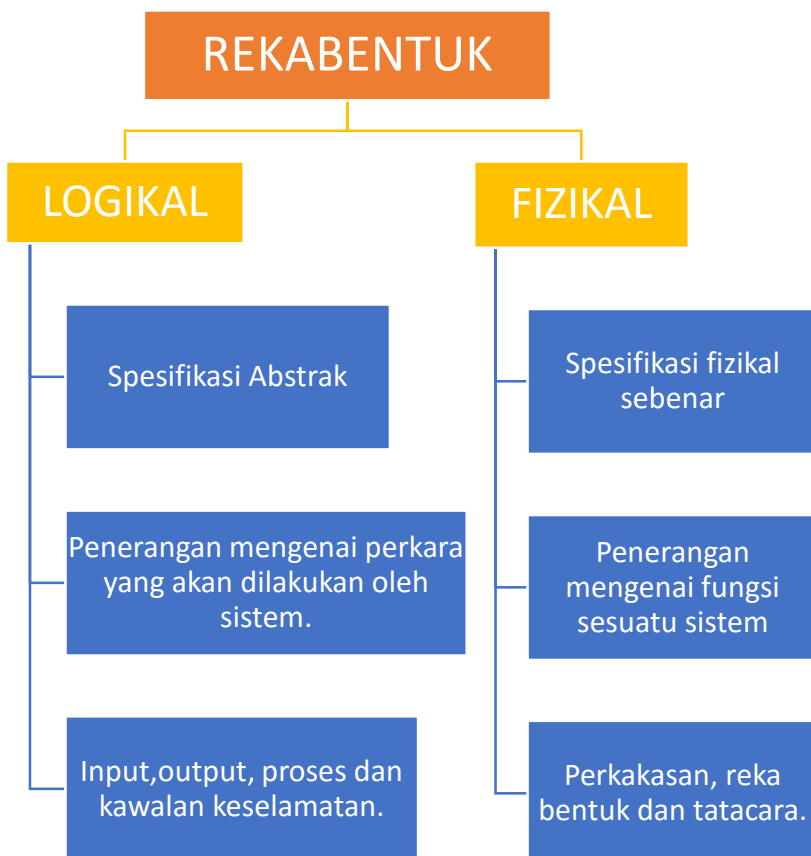 REKABENTUK
LOGIKAL
Spesifikasi Abstrak
Penerangan mengenai perkara
yang akan dilakukan oleh
sistem.
Input,output, proses dan
kawalan keselamatan.
FIZIKAL
Spesifikasi fizikal
sebenar
Penerangan
mengenai fungsi
sesuatu sistem
Perkakasan, reka
bentuk dan tatacara.